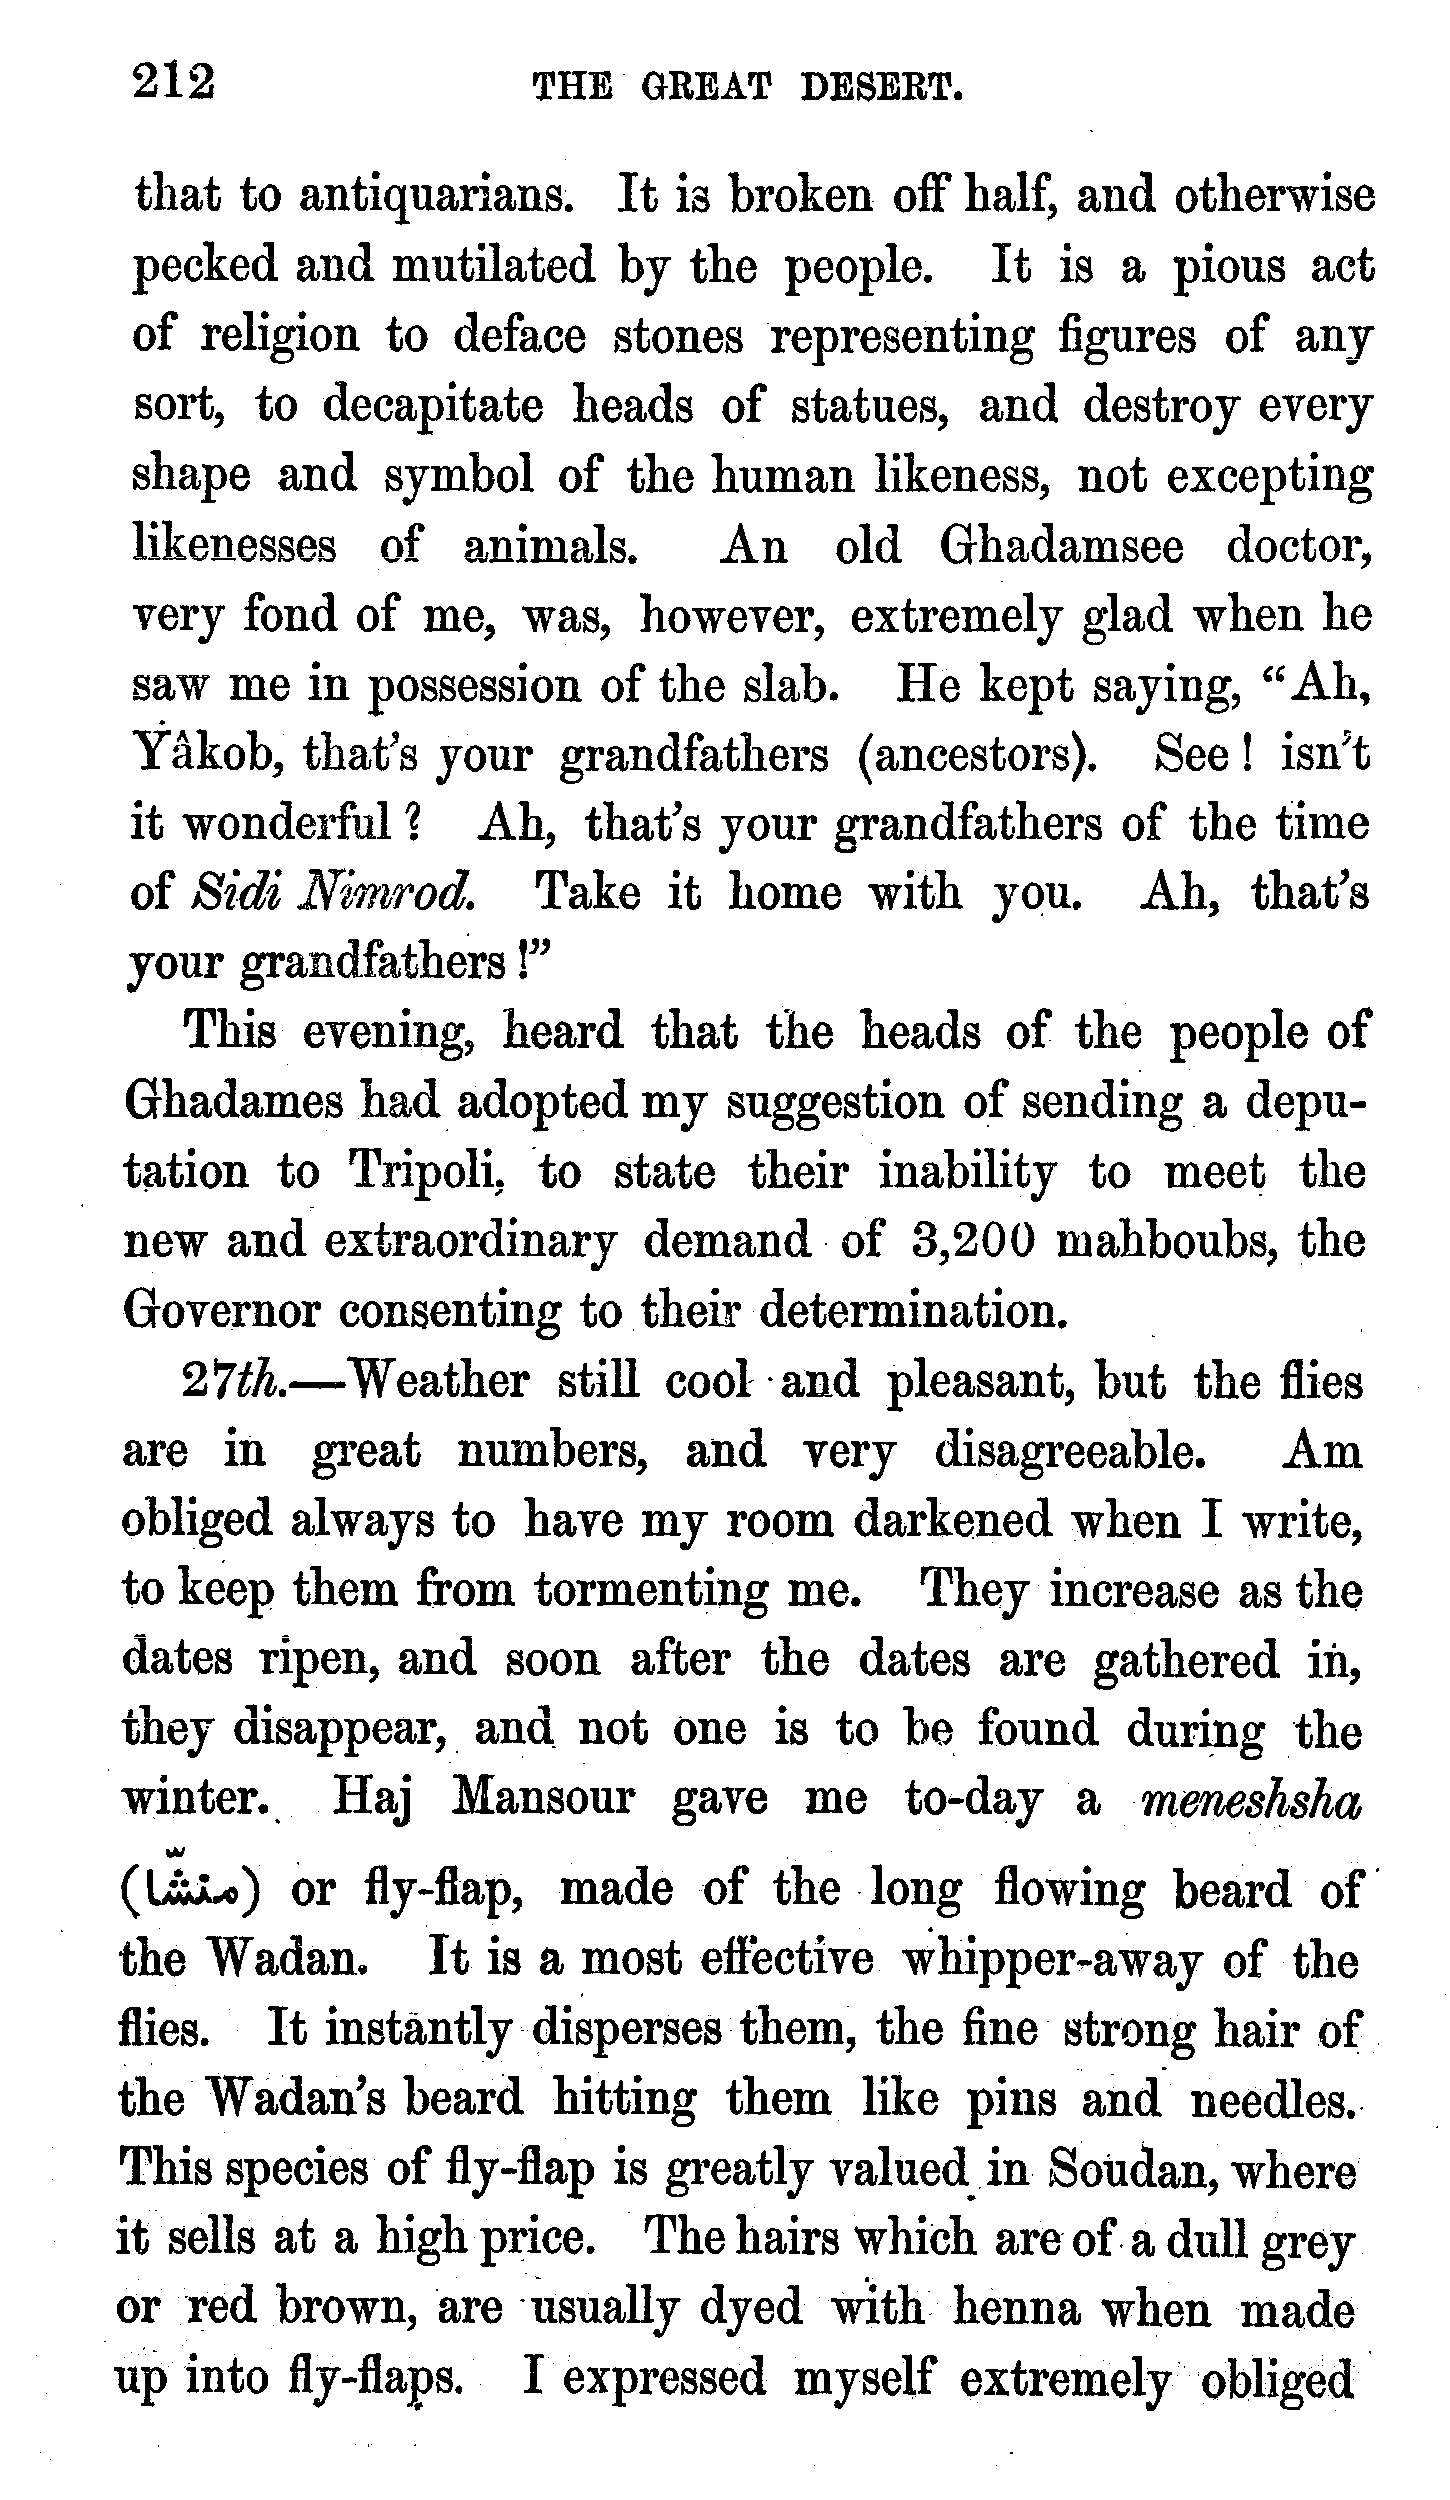 212 THE GREAT DESERT.
that to antiquarians. It is broken off half, and otherwise
pecked and mutilated by the people. It is a pious act
of religion to deface stones representing figures of any
sort, to decapitate heads of statues, and destroy every
shape and symbol of the human likeness, not excepting
likenesses of animals. An old Ghadamsee doctor,
very fond of me, was, however, extremely glad when he
saw me in possession of the slab. He kept saying, “Ah,
Yâkob, that’s your grandfathers (ancestors). See! isn’t
it wonderful? Ah, that’s your grandfathers of the time
of Sidi Nimrod. Take it home with you. Ah, that’s
your grandfathers!”
This evening, heard that the heads of the people of
Ghadames had adopted my suggestion of sending a depu-
tation to Tripoli, to state their inability to meet the
new and extraordinary demand of 3,200 mahboubs, the
Governor consenting to their determination.
27th.—Weather still cool and pleasant, but the flies
are in great numbers, and very disagreeable. Am
obliged always to have my room darkened when I write,
to keep them from tormenting me. They increase as the
dates ripen, and soon after the dates are gathered in,
they disappear, and not one is to be found during the
winter. Haj Mansour gave me to-day a meneshsha
(منشّا) or fly-flap, made of the long flowing beard of
the Wadan. It is a most effective whipper-away of the
flies. It instantly disperses them, the fine strong hair of
the Wadan’s beard hitting them like pins and needles.
This species of fly-flap is greatly valued in Soudan, where
it sells at a high price. The hairs which are of a dull grey
or red brown, are usually dyed with henna when made
up into fly-flaps. I expressed myself extremely obliged